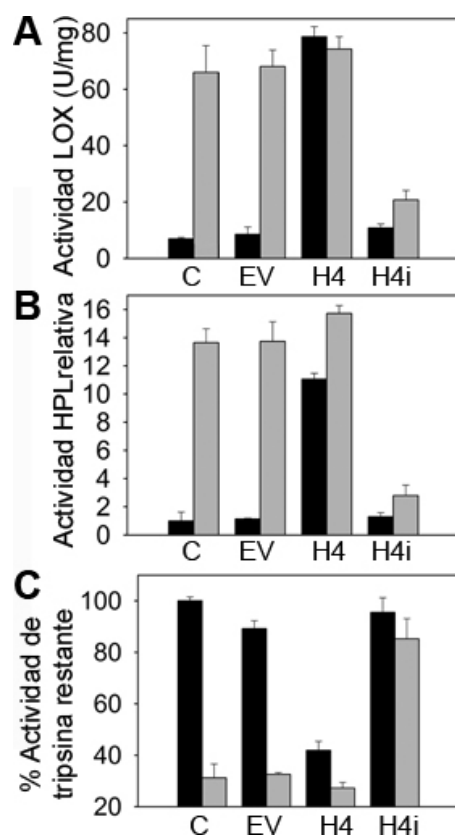 A
Actividad LOX (U/mg)
80
60
40
20
0
C EV H4 H4i
B
Actividad HPLrelativa
16
14
12
10
8
6
4
2
0
C EV H4 H4i
C
% Actividad de
tripsina restante
100
80
60
40
20
C EV H4 H4i